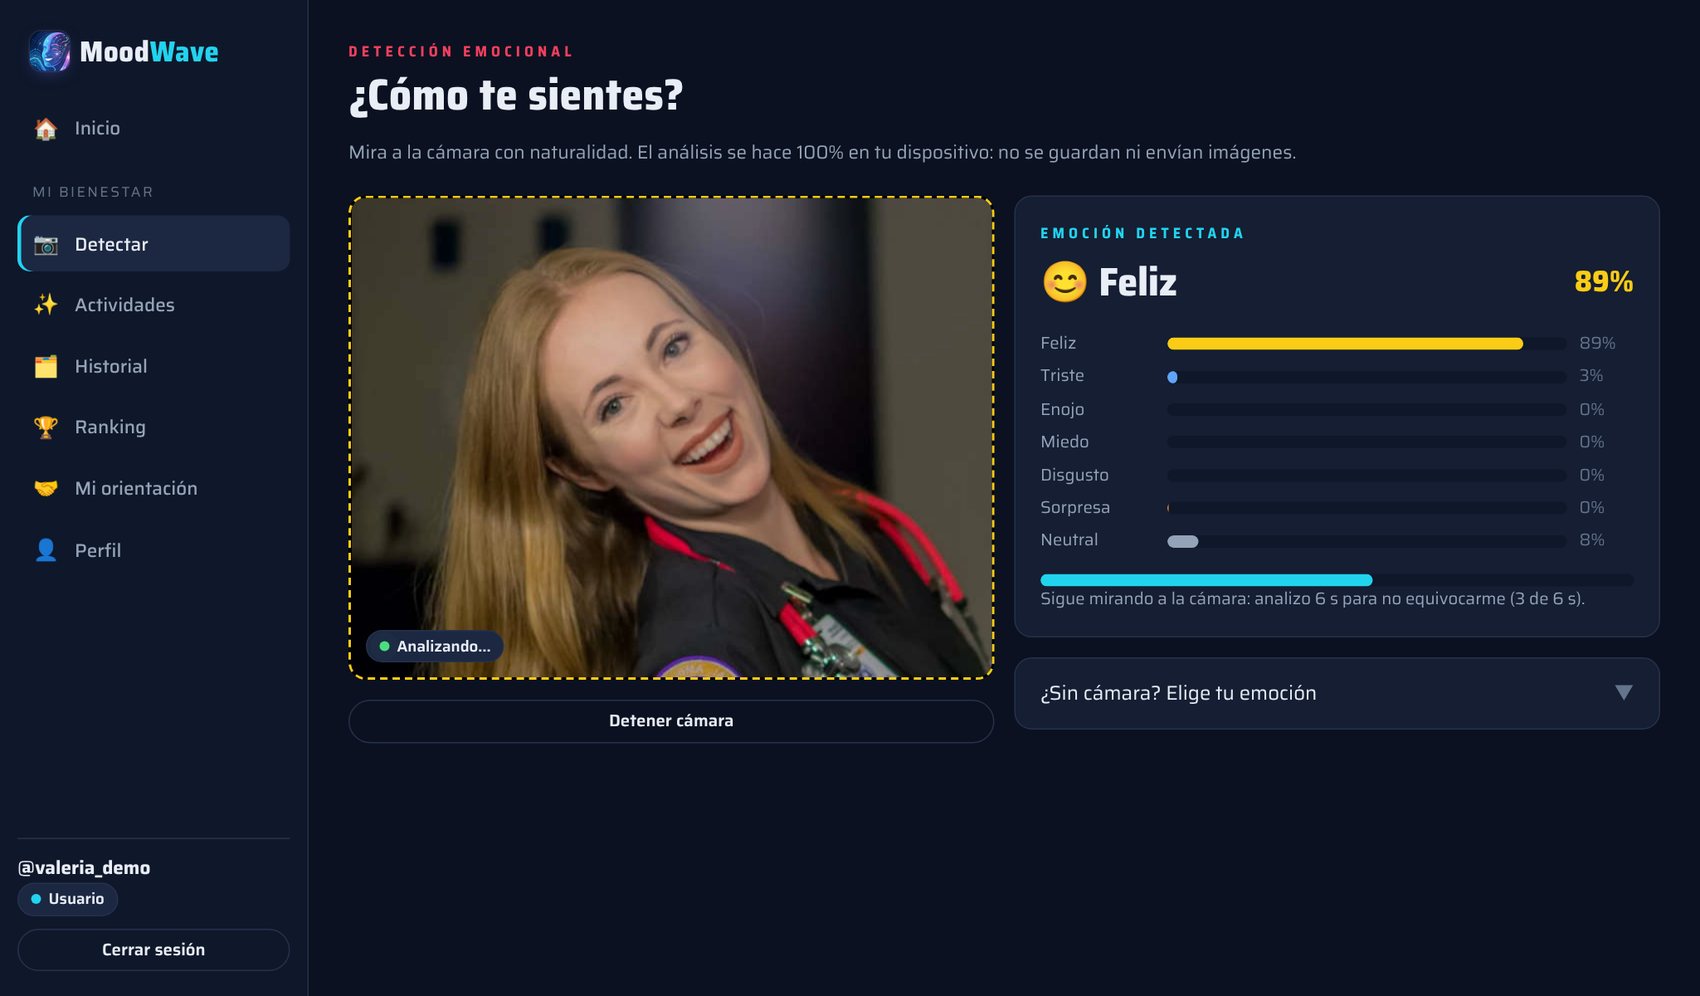 MoodWave
Inicio
MI BIENESTAR
Detectar
Actividades
Historial
Ranking
Mi orientación
Perfil
@valeria_demo
Usuario
Cerrar sesión
DETECCIÓN EMOCIONAL
¿Cómo te sientes?
Mira a la cámara con naturalidad. El análisis se hace 100% en tu dispositivo: no se guardan ni envían imágenes.
Analizando...
Detener cámara
EMOCIÓN DETECTADA
Feliz 89%
Feliz 89%
Triste 3%
Enojo 0%
Miedo 0%
Disgusto 0%
Sorpresa 0%
Neutral 8%
Sigue mirando a la cámara: analizo 6 s para no equivocarme (3 de 6 s).
¿Sin cámara? Elige tu emoción